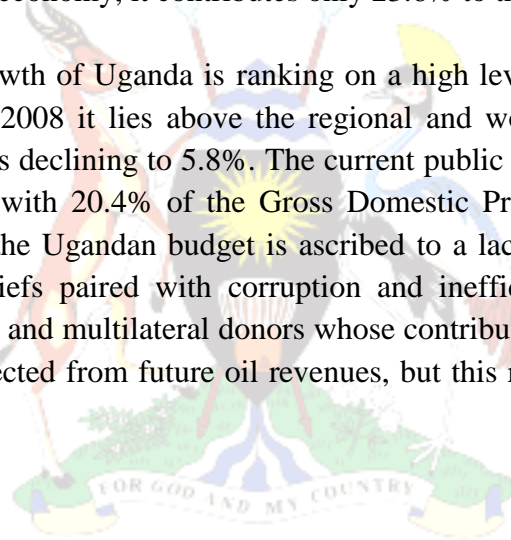 economy, it contributes only 23.6% to t
wth of Uganda is ranking on a high lev
2008 it lies above the regional and w
s declining to 5.8%. The current public
with 20.4% of the Gross Domestic Pr
he Ugandan budget is ascribed to a lac
iefs paired with corruption and ineffic
and multilateral donors whose contribu
ected from future oil revenues, but this
FOR GOD AND MY COUNTRY